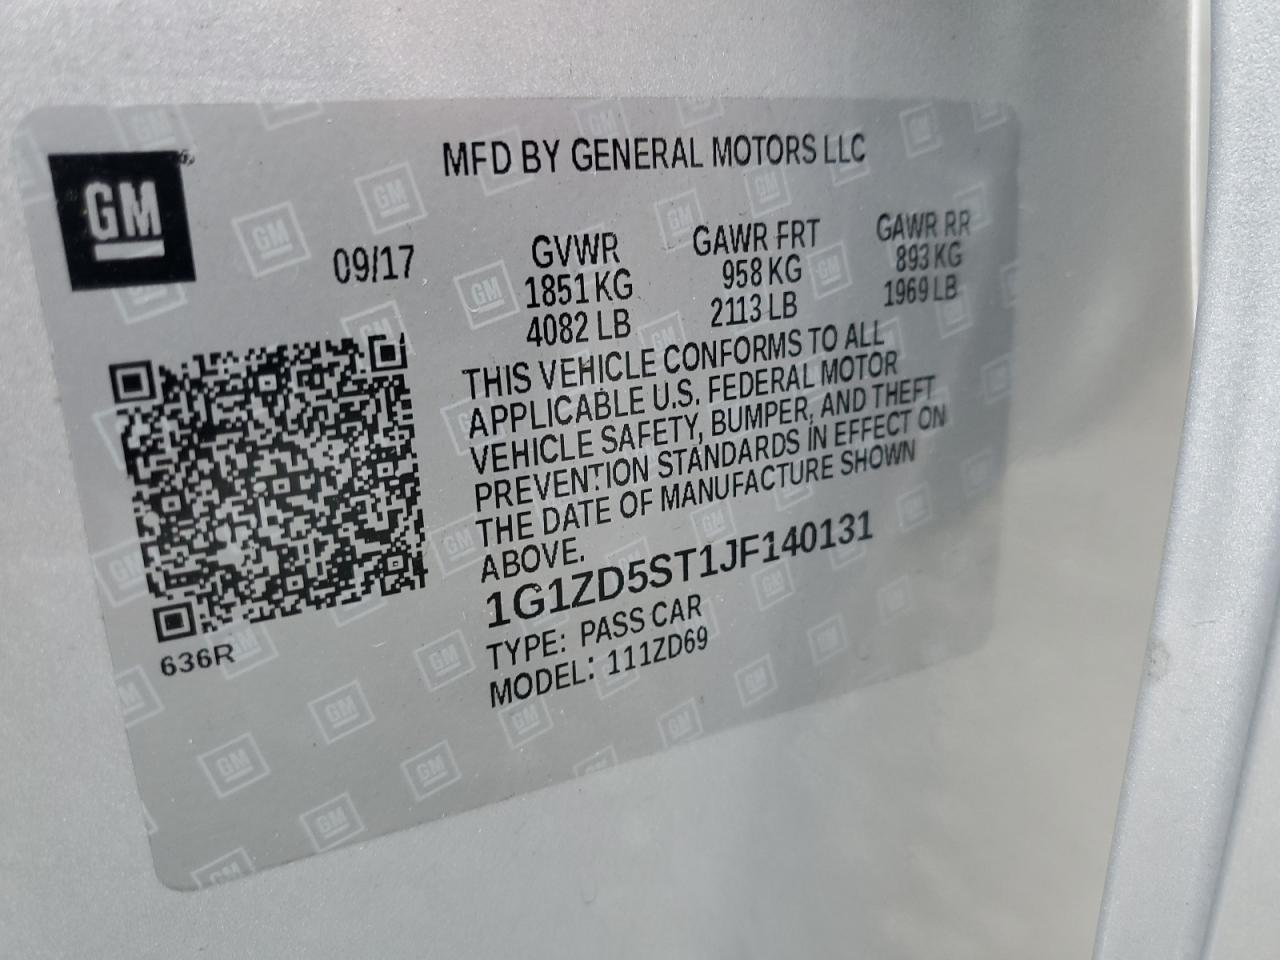 GM
MFD BY GENERAL MOTORS LLC
09/17
GVWR
1851 KG
4082 LB
GAWR FRT
958 KG
2113 LB
GAWR RR
893 KG
1969 LB
THIS VEHICLE CONFORMS TO ALL
APPLICABLE U.S. FEDERAL MOTOR
VEHICLE SAFETY, BUMPER, AND THEFT
PREVENTION STANDARDS IN EFFECT ON
THE DATE OF MANUFACTURE SHOWN
ABOVE.
1G1ZD5ST1JF140131
TYPE: PASS CAR
MODEL: 111ZD69
636R